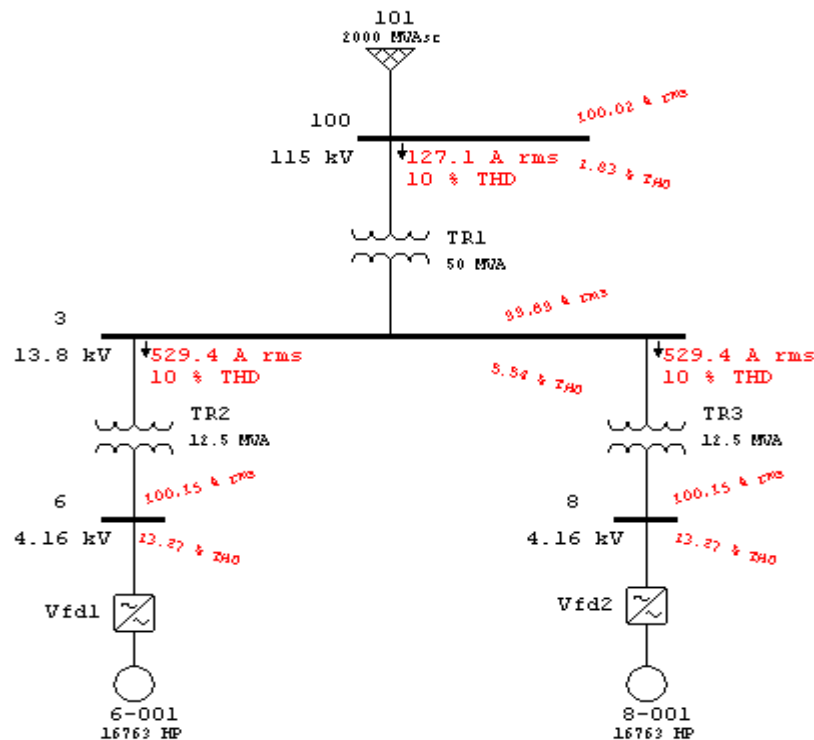 101
2000 MVAsc
100
100.02 % rms
115 kV
127.1 A rms
10 % THD
1.83 % THD
TR1
50 MVA
3
13.8 kV
529.4 A rms
10 % THD
5.54 % THD
529.4 A rms
10 % THD
TR2
12.5 MVA
TR3
12.5 MVA
6
100.15 % rms
4.16 kV
13.27 % THD
8
100.15 % rms
4.16 kV
13.27 % THD
Vfd1
Vfd2
6-001
16763 HP
8-001
16763 HP